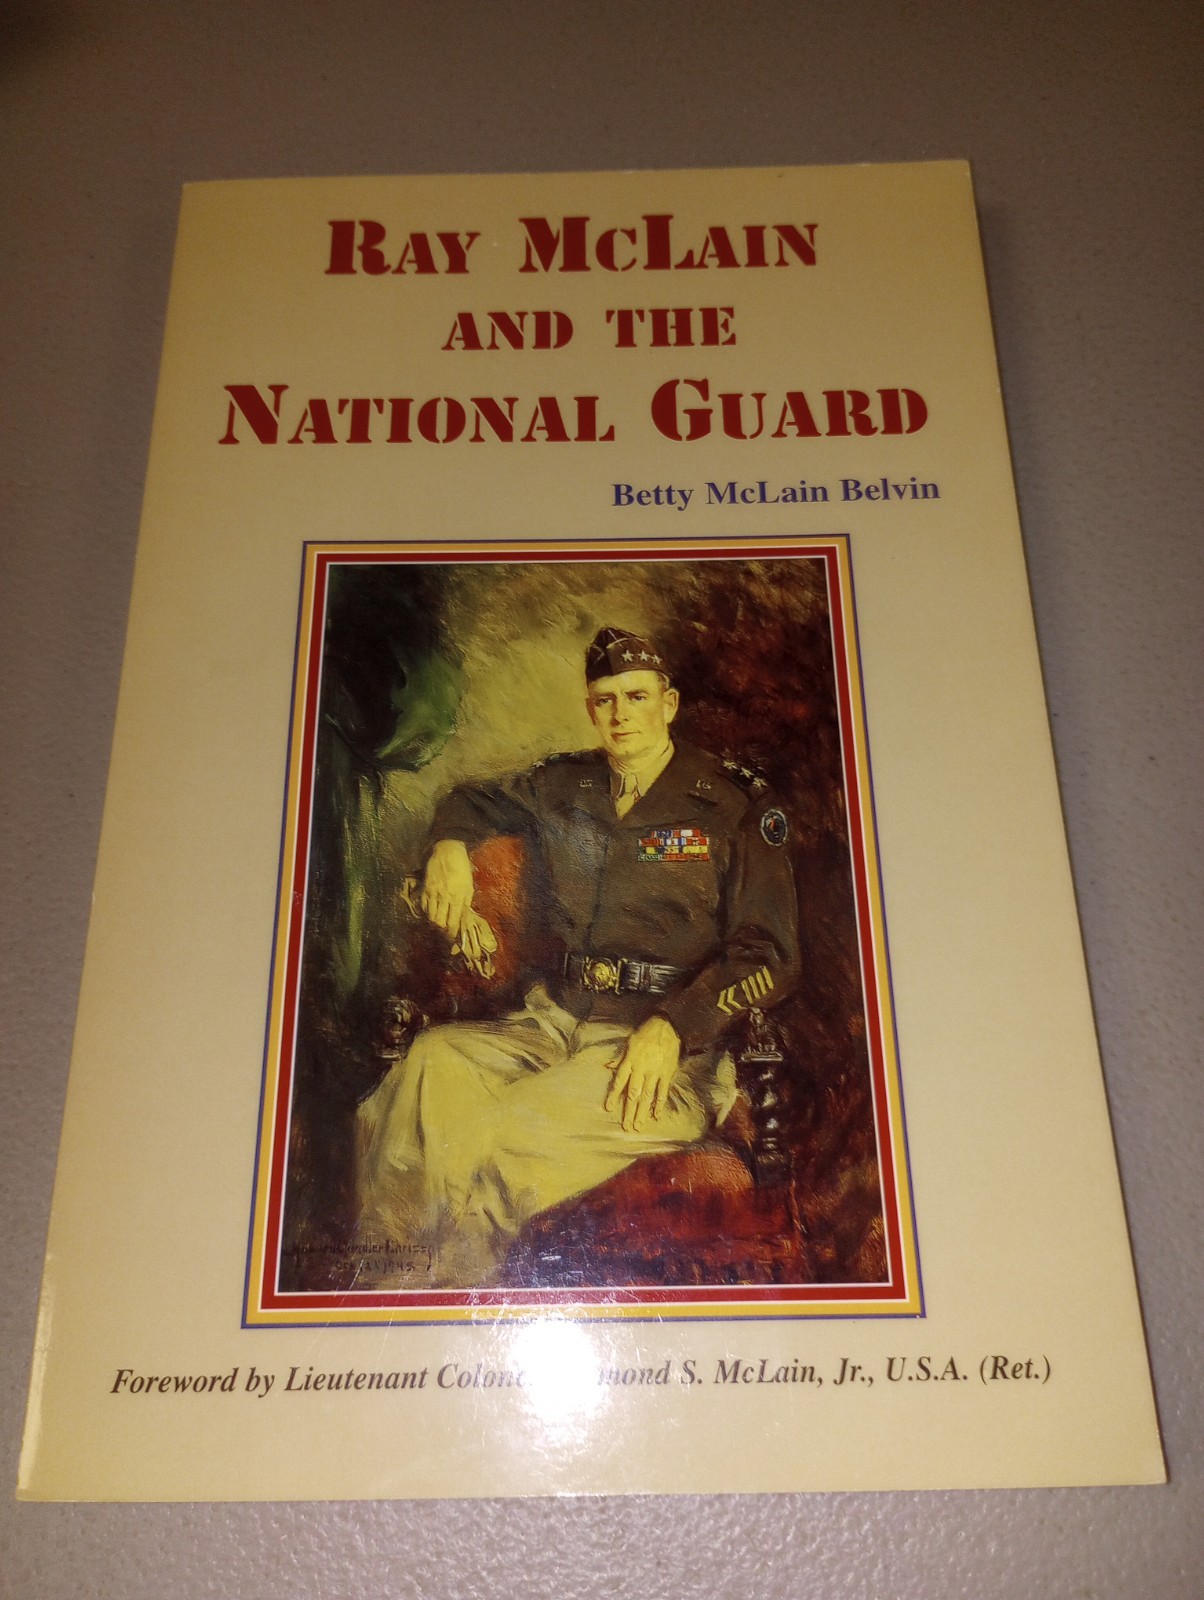 RAY MCLAIN
AND THE
NATIONAL GUARD
Betty McLain Belvin
Foreword by Lieutenant S. McLain, Jr., U.S.A. (Ret.)